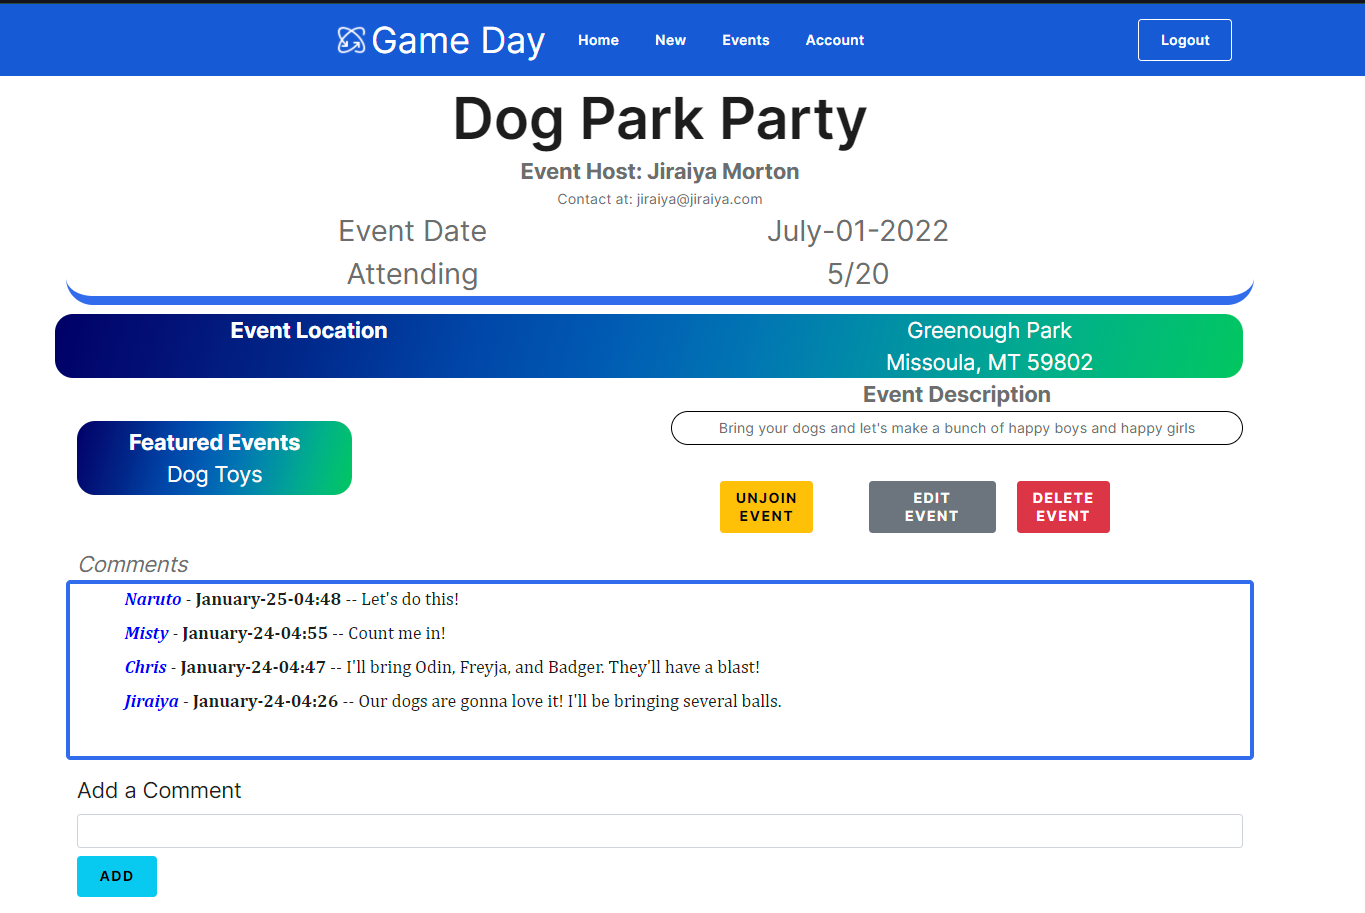 Game Day Home New Events Account Logout
Dog Park Party
Event Host: Jiraiya Morton
Contact at: jiraiya@jiraiya.com
Event Date July-01-2022
Attending 5/20
Event Location Greenough Park
Missoula, MT 59802
Event Description
Bring your dogs and let's make a bunch of happy boys and happy girls
Featured Events
Dog Toys
UNJOIN EVENT
EDIT EVENT
DELETE EVENT
Comments
Naruto - January-25-04:48 -- Let's do this!
Misty - January-24-04:55 -- Count me in!
Chris - January-24-04:47 -- I'll bring Odin, Freyja, and Badger. They'll have a blast!
Jiraiya - January-24-04:26 -- Our dogs are gonna love it! I'll be bringing several balls.
Add a Comment
ADD